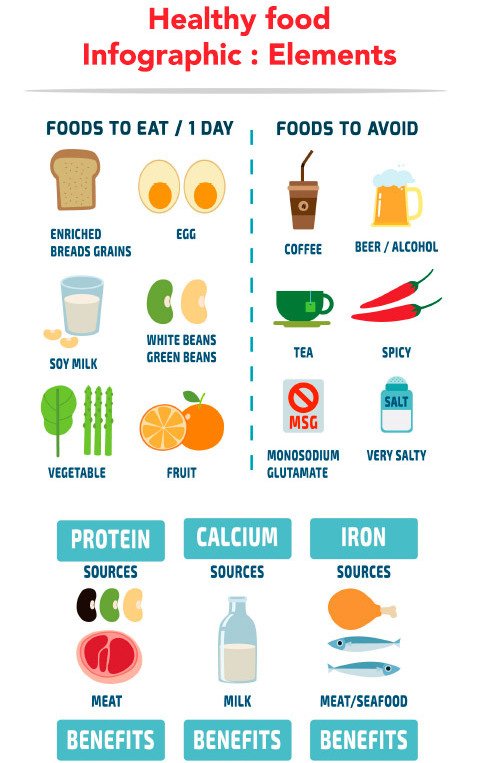 Healthy food
Infographic : Elements
FOODS TO EAT / 1 DAY
ENRICHED
BREADS GRAINS
EGG
SOY MILK
WHITE BEANS
GREEN BEANS
VEGETABLE
FRUIT
FOODS TO AVOID
COFFEE
BEER / ALCOHOL
TEA
SPICY
MSG
MONOSODIUM
GLUTAMATE
SALT
VERY SALTY
PROTEIN
SOURCES
MEAT
BENEFITS
CALCIUM
SOURCES
MILK
BENEFITS
IRON
SOURCES
MEAT/SEAFOOD
BENEFITS